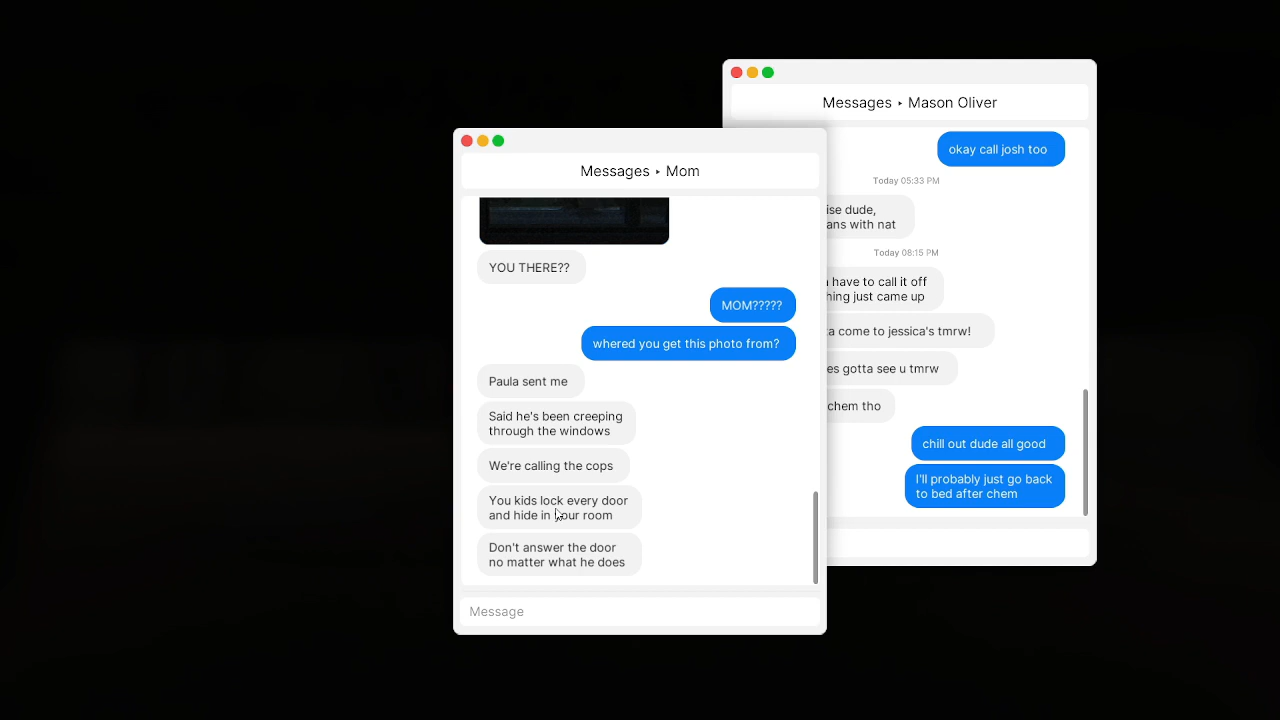 Messages ‣ Mason Oliver
okay call josh too
Today 05:33 PM
ise dude,
ans with nat
Today 08:15 PM
have to call it off
hing just came up
a come to jessica's tmrw!
es gotta see u tmrw
chem tho
chill out dude all good
I'll probably just go back
to bed after chem
Messages ‣ Mom
YOU THERE??
MOM?????
whered you get this photo from?
Paula sent me
Said he's been creeping
through the windows
We're calling the cops
You kids lock every door
and hide in your room
Don't answer the door
no matter what he does
Message